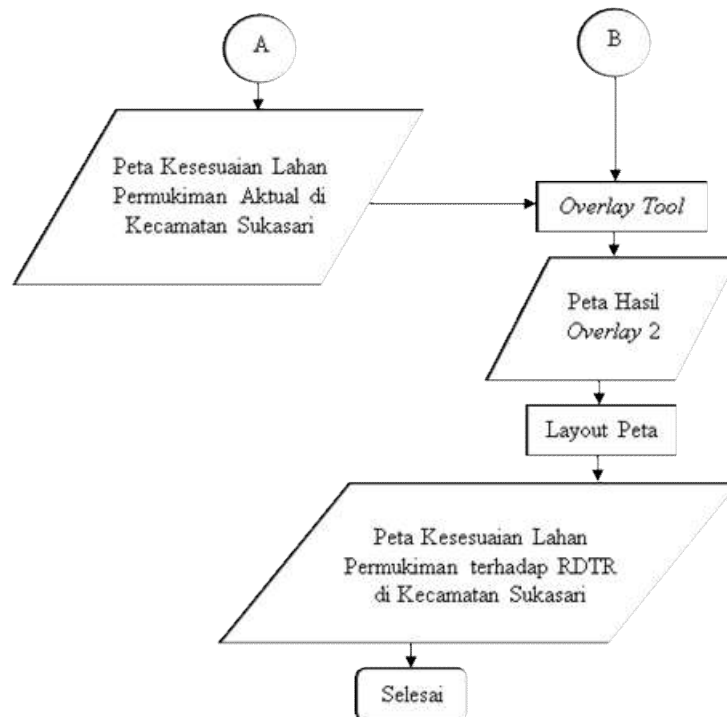 A
B
Peta Kesesuaian Lahan
Permukiman Aktual di
Kecamatan Sukasari
Overlay Tool
Peta Hasil
Overlay 2
Layout Peta
Peta Kesesuaian Lahan
Permukiman terhadap RDTR
di Kecamatan Sukasari
Selesai